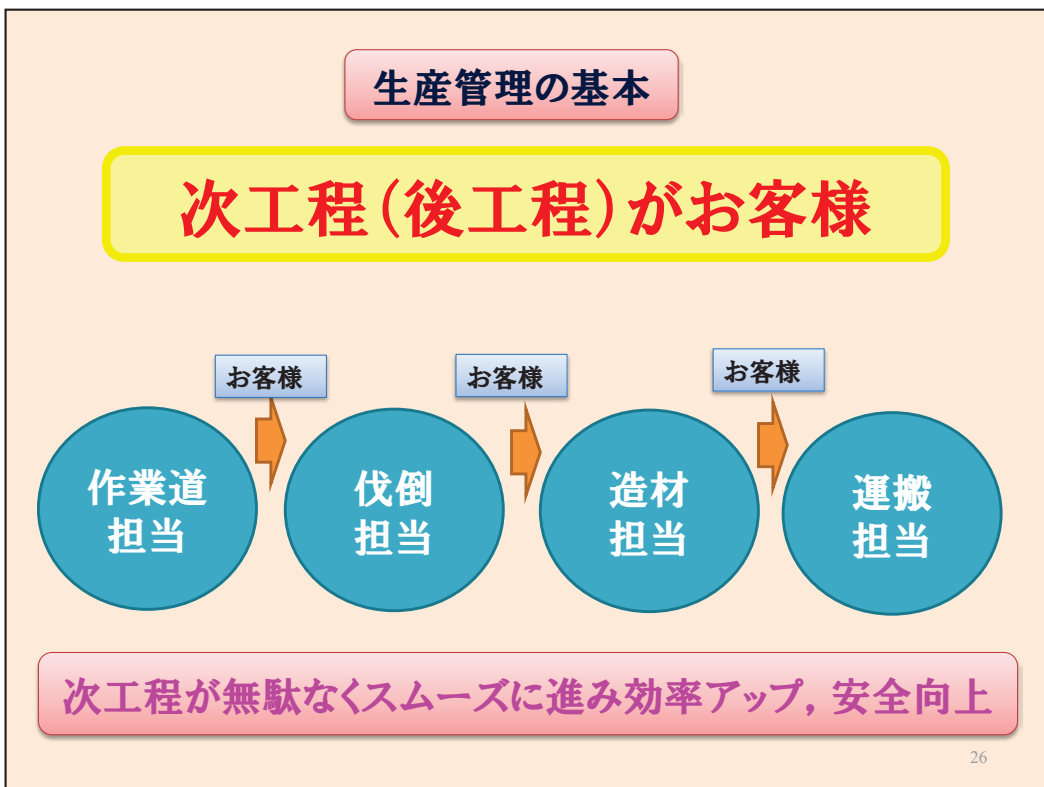 生産管理の基本
次工程（後工程）がお客様
お客様
お客様
お客様
作業道
担当
伐倒
担当
造材
担当
運搬
担当
次工程が無駄なくスムーズに進み効率アップ，安全向上
26